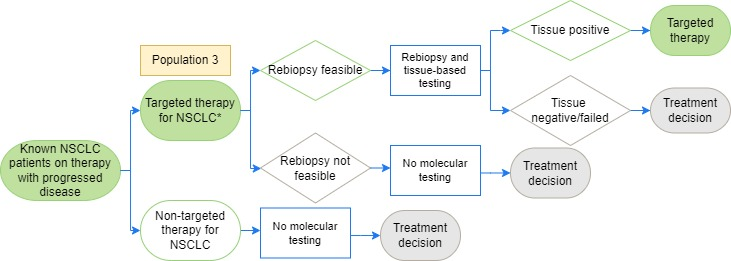 Population 3
Known NSCLC
patients on therapy
with progressed
disease
Targeted therapy
for NSCLC*
Rebiopsy feasible
Rebiopsy and
tissue-based
testing
Tissue positive
Targeted
therapy
Tissue
negative/failed
Treatment
decision
Rebiopsy not
feasible
No molecular
testing
Treatment
decision
Non-targeted
therapy for
NSCLC
No molecular
testing
Treatment
decision